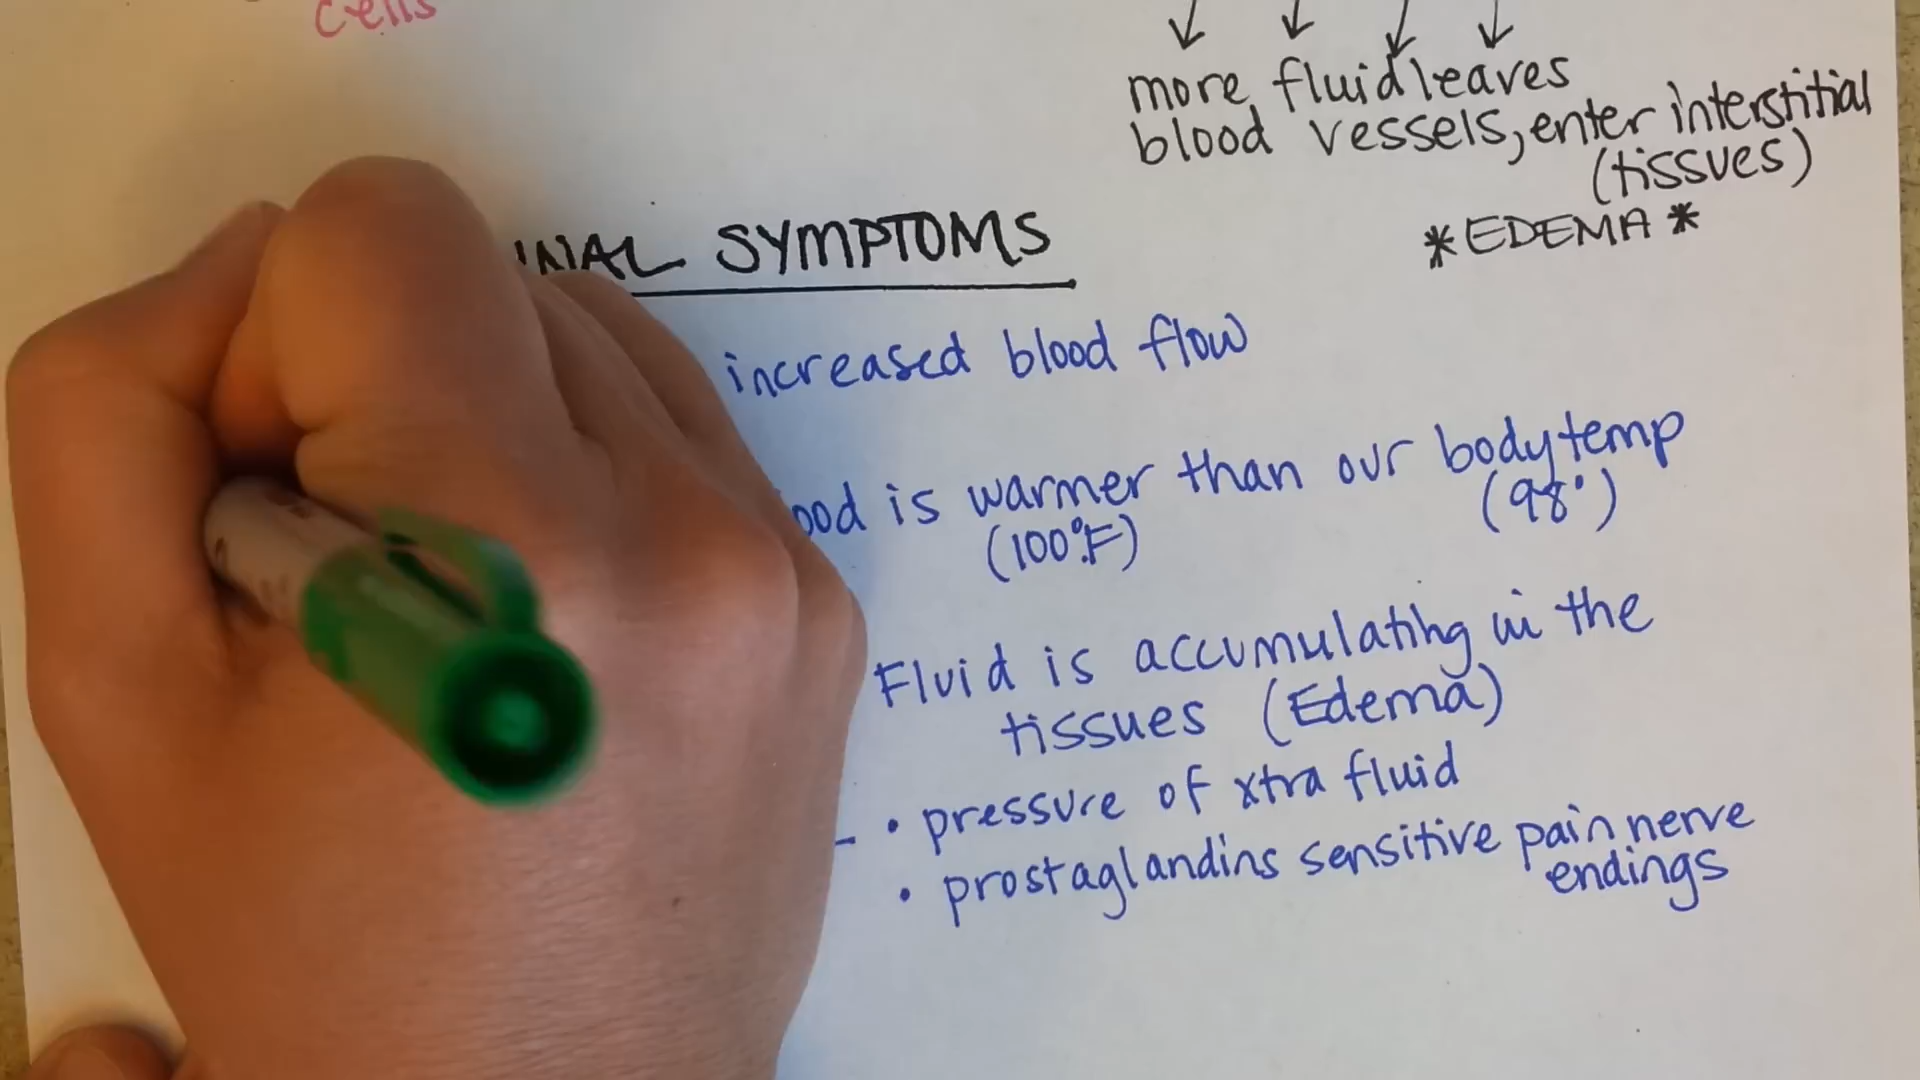 cells
more fluid leaves
blood vessels, enter interstitial
(tissues)
*EDEMA*
INAL SYMPTOMS
increased blood flow
ood is warmer than our body temp
(100°F) (98°)
Fluid is accumulating in the
tissues (Edema)
- • pressure of xtra fluid
• prostaglandins sensitive pain nerve
endings